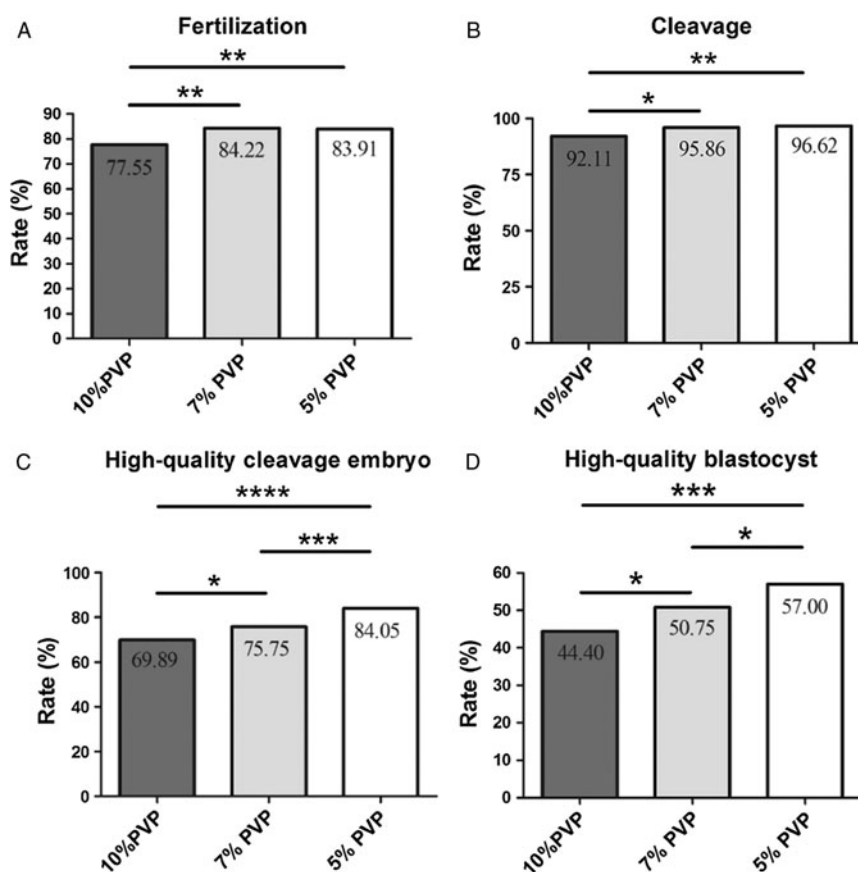 A
Fertilization
**
**
Rate (%)
90
80
70
60
50
40
30
20
10
0
77.55
84.22
83.91
10%PVP
7% PVP
5% PVP
B
Cleavage
**
*
Rate (%)
100
75
50
25
0
92.11
95.86
96.62
10%PVP
7% PVP
5% PVP
C
High-quality cleavage embryo
****
***
*
Rate (%)
100
80
60
40
20
0
69.89
75.75
84.05
10%PVP
7% PVP
5% PVP
D
High-quality blastocyst
***
*
*
Rate (%)
60
50
40
30
20
10
0
44.40
50.75
57.00
10%PVP
7% PVP
5% PVP